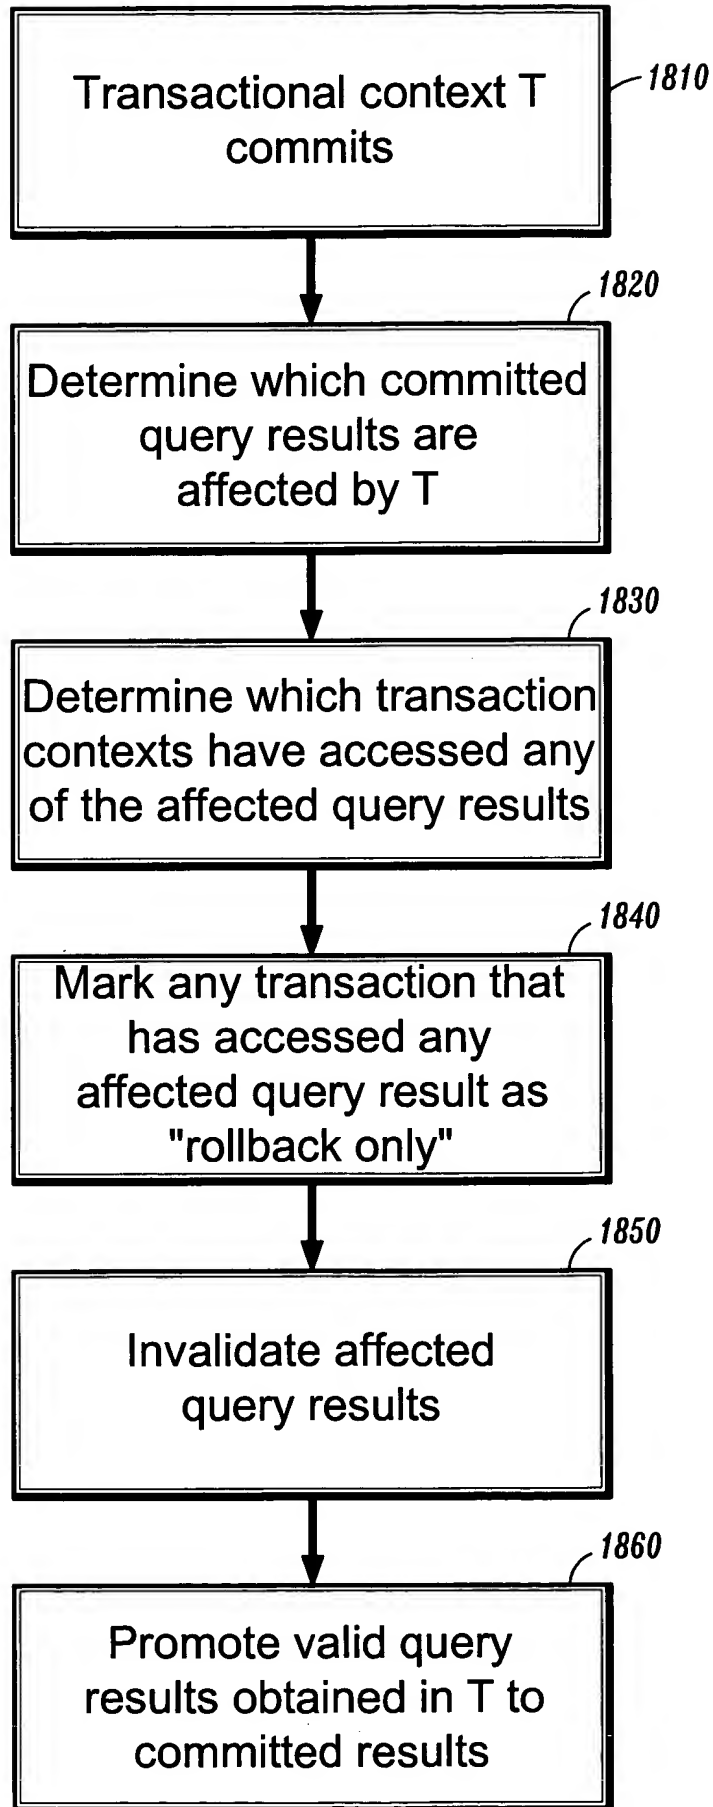 Transactional context T
commits
1810
1820
Determine which committed
query results are
affected by T
1830
Determine which transaction
contexts have accessed any
of the affected query results
1840
Mark any transaction that
has accessed any
affected query result as
"rollback only"
1850
Invalidate affected
query results
1860
Promote valid query
results obtained in T to
committed results